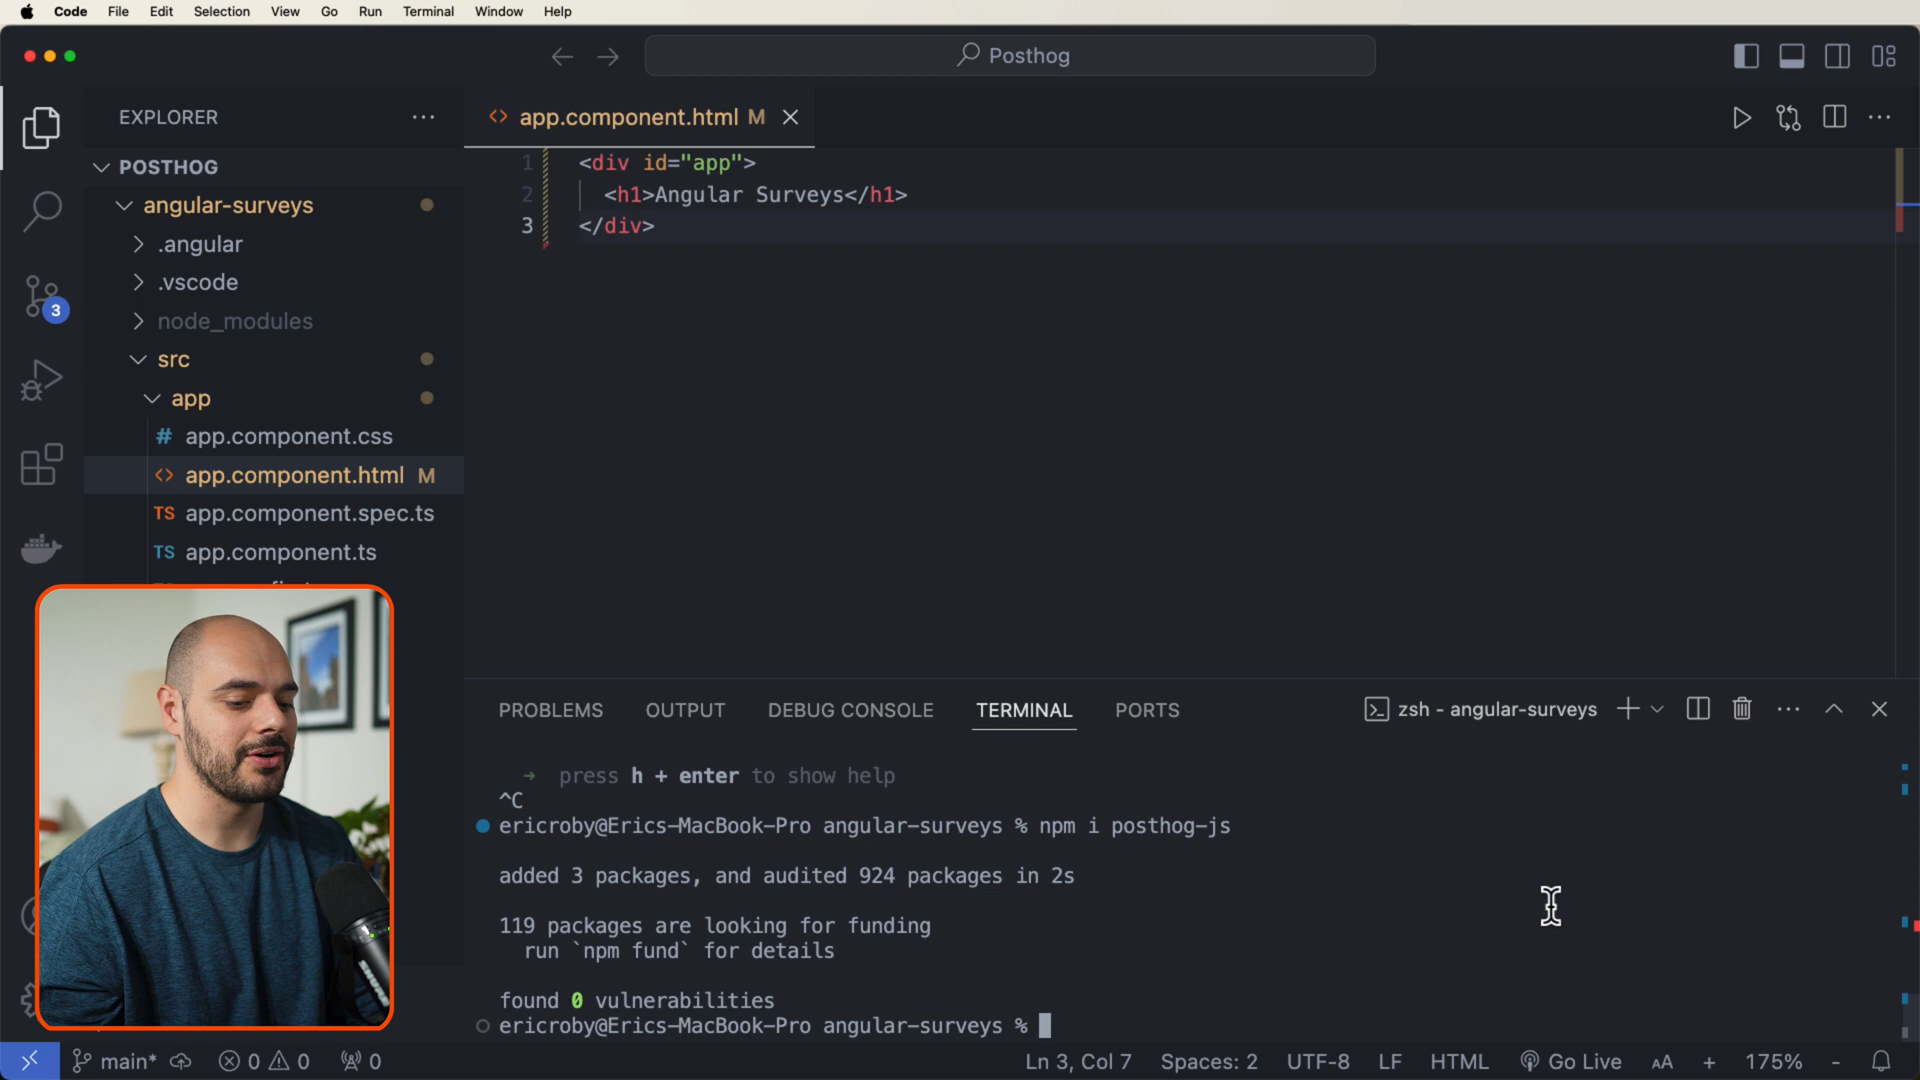 Code File Edit Selection View Go Run Terminal Window Help
Posthog
EXPLORER
app.component.html M
POSTHOG
angular-surveys
.angular
.vscode
node_modules
src
app
# app.component.css
<> app.component.html M
TS app.component.spec.ts
TS app.component.ts
3
1 <div id="app">
2 <h1>Angular Surveys</h1>
3 </div>
PROBLEMS OUTPUT DEBUG CONSOLE TERMINAL PORTS
zsh - angular-surveys
➜ press h + enter to show help
^C
ericroby@Erics-MacBook-Pro angular-surveys % npm i posthog-js
added 3 packages, and audited 924 packages in 2s
119 packages are looking for funding
run `npm fund` for details
found 0 vulnerabilities
ericroby@Erics-MacBook-Pro angular-surveys %
main* 0 0 0 Ln 3, Col 7 Spaces: 2 UTF-8 LF HTML Go Live AA + 175% -